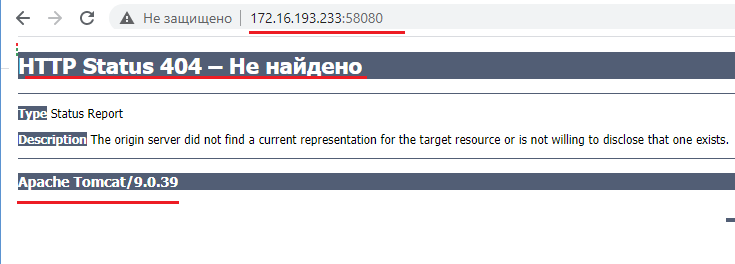 Не защищено 172.16.193.233:58080
HTTP Status 404 – Не найдено
Type Status Report
Description The origin server did not find a current representation for the target resource or is not willing to disclose that one exists.
Apache Tomcat/9.0.39